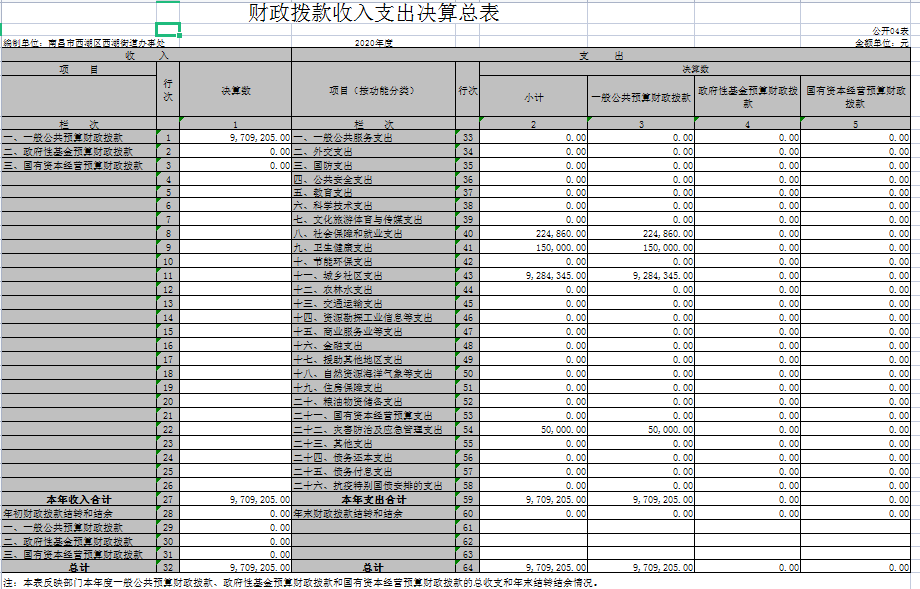 财政拨款收入支出决算总表
公开04表
编制单位：南昌市西湖区西湖街道办事处 2020年度 金额单位：元
收 入 支 出
项 目 行次 决算数 项目（按功能分类） 行次 决算数
小计 一般公共预算财政拨款 政府性基金预算财政拨款 国有资本经营预算财政拨款
栏 次 1 栏 次 2 3 4 5
一、一般公共预算财政拨款 1 9,709,205.00 一、一般公共服务支出 33 0.00 0.00 0.00 0.00
二、政府性基金预算财政拨款 2 0.00 二、外交支出 34 0.00 0.00 0.00 0.00
三、国有资本经营预算财政拨款 3 0.00 三、国防支出 35 0.00 0.00 0.00 0.00
4 四、公共安全支出 36 0.00 0.00 0.00 0.00
5 五、教育支出 37 0.00 0.00 0.00 0.00
6 六、科学技术支出 38 0.00 0.00 0.00 0.00
7 七、文化旅游体育与传媒支出 39 0.00 0.00 0.00 0.00
8 八、社会保障和就业支出 40 224,860.00 224,860.00 0.00 0.00
9 九、卫生健康支出 41 150,000.00 150,000.00 0.00 0.00
10 十、节能环保支出 42 0.00 0.00 0.00 0.00
11 十一、城乡社区支出 43 9,284,345.00 9,284,345.00 0.00 0.00
12 十二、农林水支出 44 0.00 0.00 0.00 0.00
13 十三、交通运输支出 45 0.00 0.00 0.00 0.00
14 十四、资源勘探工业信息等支出 46 0.00 0.00 0.00 0.00
15 十五、商业服务业等支出 47 0.00 0.00 0.00 0.00
16 十六、金融支出 48 0.00 0.00 0.00 0.00
17 十七、援助其他地区支出 49 0.00 0.00 0.00 0.00
18 十八、自然资源海洋气象等支出 50 0.00 0.00 0.00 0.00
19 十九、住房保障支出 51 0.00 0.00 0.00 0.00
20 二十、粮油物资储备支出 52 0.00 0.00 0.00 0.00
21 二十一、国有资本经营预算支出 53 0.00 0.00 0.00 0.00
22 二十二、灾害防治及应急管理支出 54 50,000.00 50,000.00 0.00 0.00
23 二十三、其他支出 55 0.00 0.00 0.00 0.00
24 二十四、债务还本支出 56 0.00 0.00 0.00 0.00
25 二十五、债务付息支出 57 0.00 0.00 0.00 0.00
26 二十六、抗疫特别国债安排的支出 58 0.00 0.00 0.00 0.00
本年收入合计 27 9,709,205.00 本年支出合计 59 9,709,205.00 9,709,205.00 0.00 0.00
年初财政拨款结转和结余 28 0.00 年末财政拨款结转和结余 60 0.00 0.00 0.00 0.00
一、一般公共预算财政拨款 29 0.00 61
二、政府性基金预算财政拨款 30 0.00 62
三、国有资本经营预算财政拨款 31 0.00 63
总计 32 9,709,205.00 总计 64 9,709,205.00 9,709,205.00 0.00 0.00
注：本表反映部门本年度一般公共预算财政拨款、政府性基金预算财政拨款和国有资本经营预算财政拨款的总收支和年末结转结余情况。